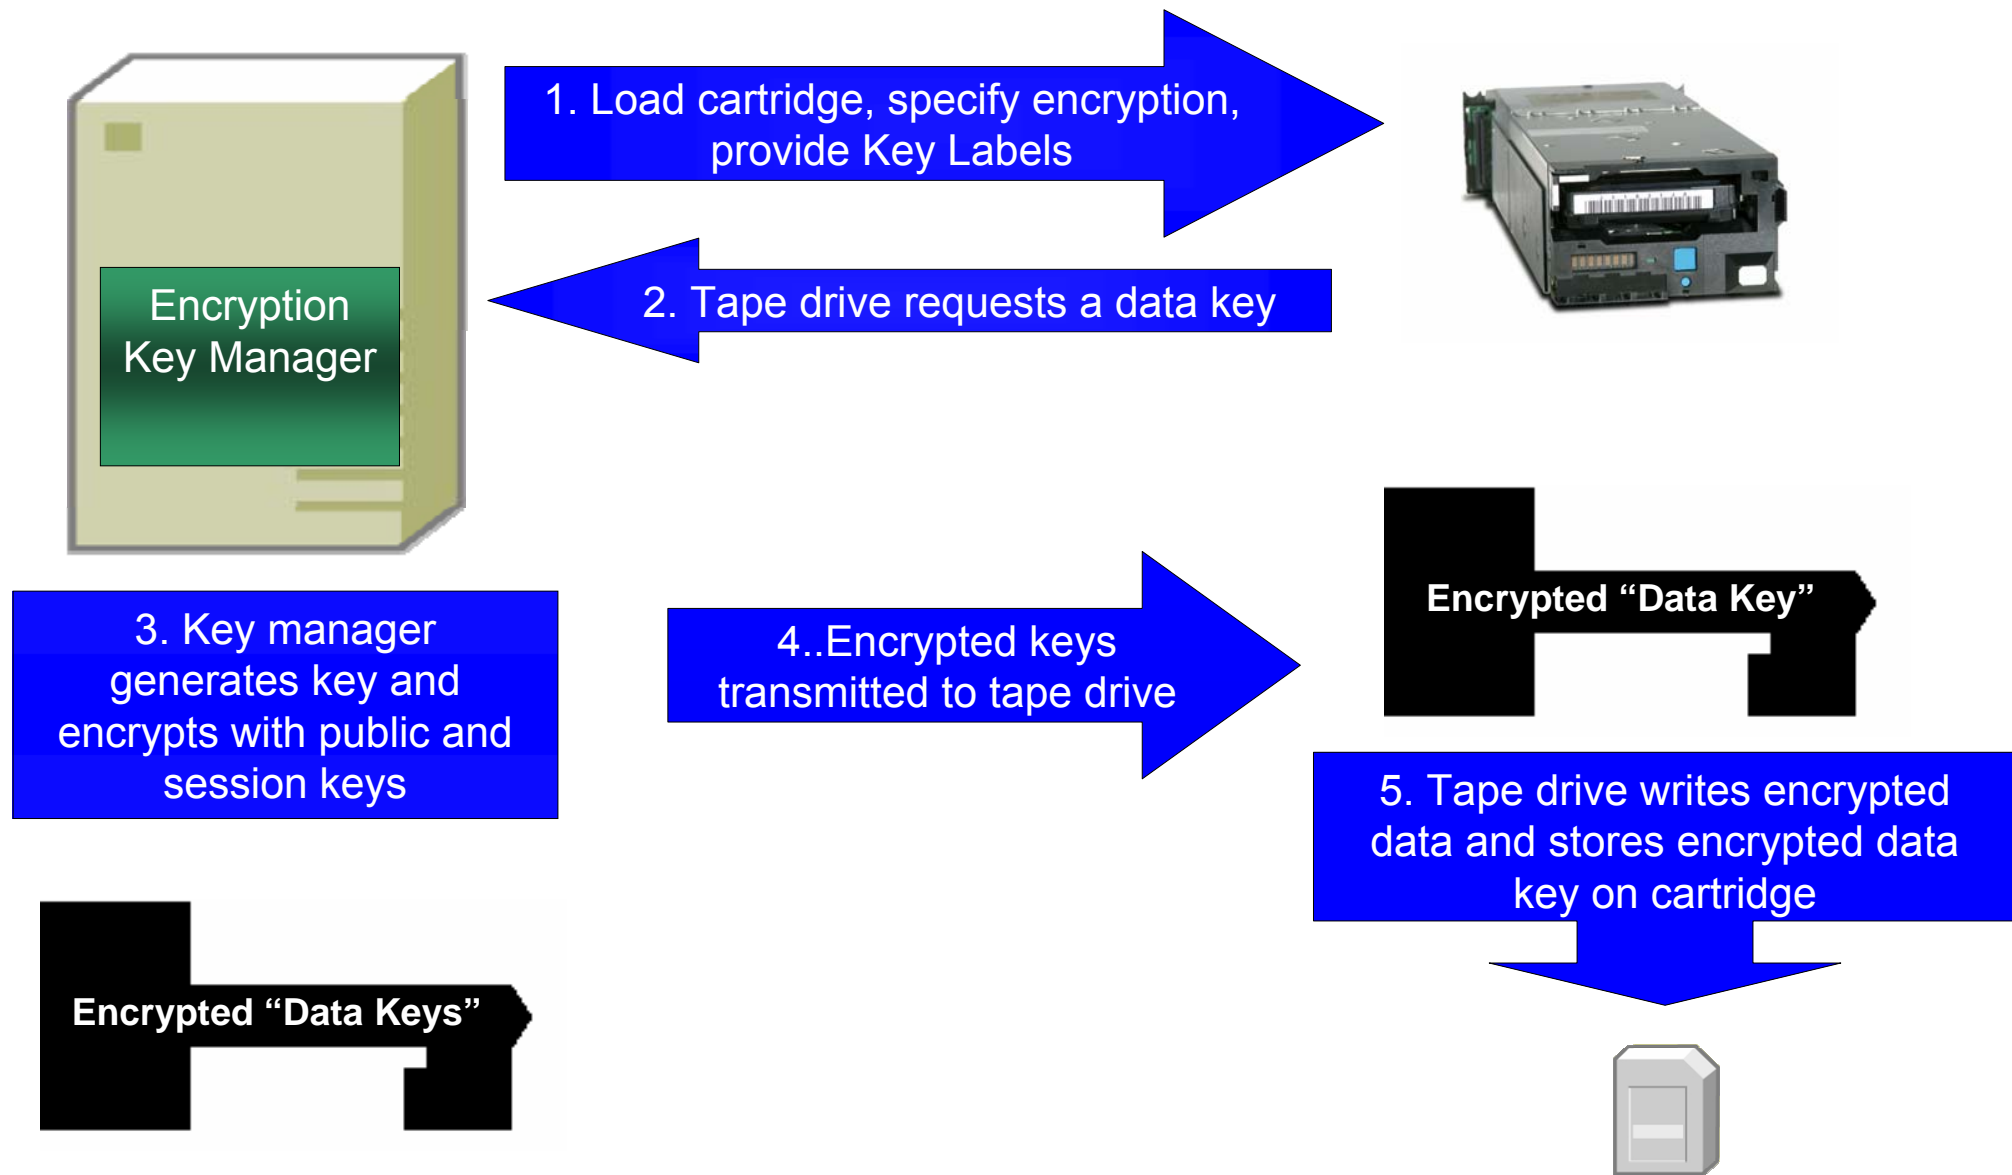 1. Load cartridge, specify encryption,
provide Key Labels
2. Tape drive requests a data key
Encryption
Key Manager
3. Key manager
generates key and
encrypts with public and
session keys
4..Encrypted keys
transmitted to tape drive
Encrypted “Data Key”
5. Tape drive writes encrypted
data and stores encrypted data
key on cartridge
Encrypted “Data Keys”